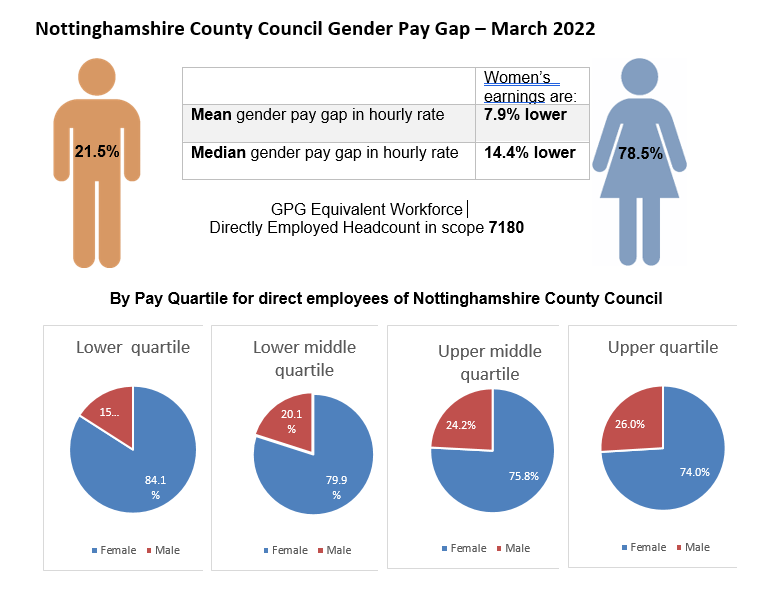 Nottinghamshire County Council Gender Pay Gap – March 2022
Women's
earnings are:
Mean gender pay gap in hourly rate 7.9% lower
21.5%
Median gender pay gap in hourly rate 14.4% lower
78.5%
GPG Equivalent Workforce
Directly Employed Headcount in scope 7180
By Pay Quartile for direct employees of Nottinghamshire County Council
Lower quartile
15...
84.1
%
Female Male
Lower middle
quartile
20.1
%
79.9
%
Female Male
Upper middle
quartile
24.2%
75.8%
Female Male
Upper quartile
26.0%
74.0%
Female Male